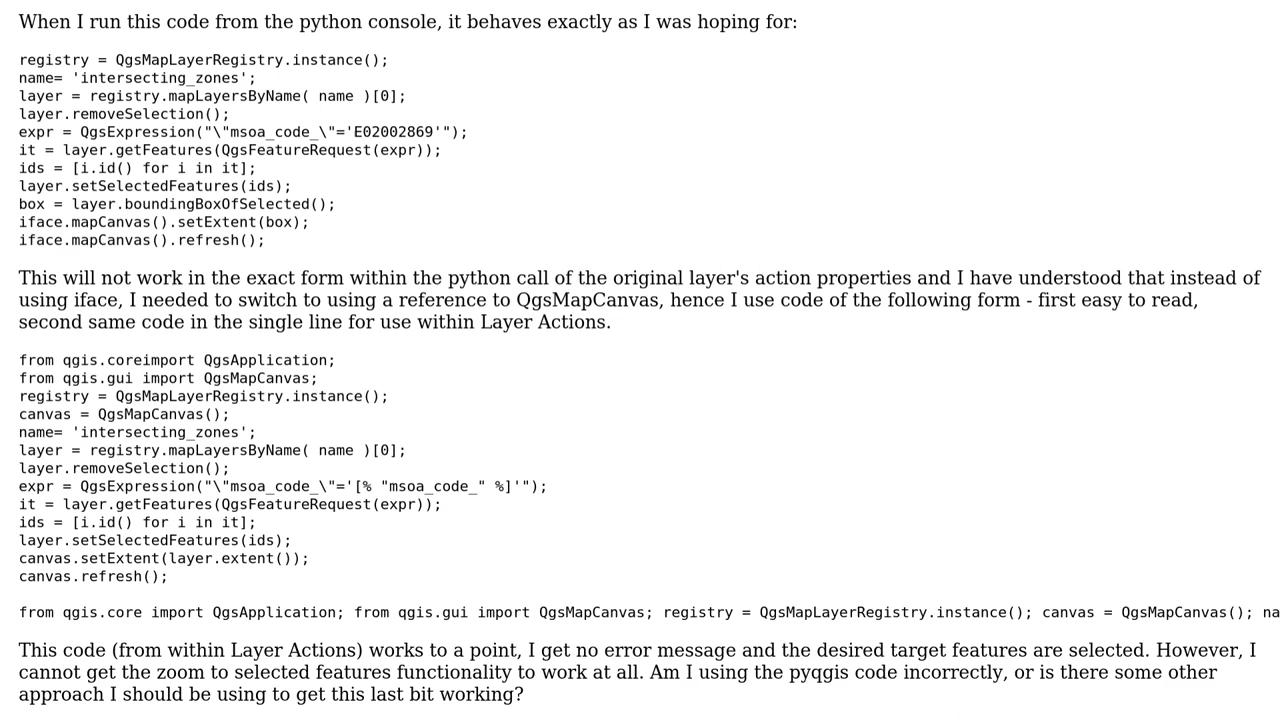 When I run this code from the python console, it behaves exactly as I was hoping for:
registry = QgsMapLayerRegistry.instance();
name= 'intersecting_zones';
layer = registry.mapLayersByName( name )[0];
layer.removeSelection();
expr = QgsExpression("\"msoa_code_\"='E02002869'");
it = layer.getFeatures(QgsFeatureRequest(expr));
ids = [i.id() for i in it];
layer.setSelectedFeatures(ids);
box = layer.boundingBoxOfSelected();
iface.mapCanvas().setExtent(box);
iface.mapCanvas().refresh();
This will not work in the exact form within the python call of the original layer's action properties and I have understood that instead of
using iface, I needed to switch to using a reference to QgsMapCanvas, hence I use code of the following form - first easy to read,
second same code in the single line for use within Layer Actions.
from qgis.coreimport QgsApplication;
from qgis.gui import QgsMapCanvas;
registry = QgsMapLayerRegistry.instance();
canvas = QgsMapCanvas();
name= 'intersecting_zones';
layer = registry.mapLayersByName( name )[0];
layer.removeSelection();
expr = QgsExpression("\"msoa_code_\"='[% "msoa_code_" %]'");
it = layer.getFeatures(QgsFeatureRequest(expr));
ids = [i.id() for i in it];
layer.setSelectedFeatures(ids);
canvas.setExtent(layer.extent());
canvas.refresh();
from qgis.core import QgsApplication; from qgis.gui import QgsMapCanvas; registry = QgsMapLayerRegistry.instance(); canvas = QgsMapCanvas(); na
This code (from within Layer Actions) works to a point, I get no error message and the desired target features are selected. However, I
cannot get the zoom to selected features functionality to work at all. Am I using the pyqgis code incorrectly, or is there some other
approach I should be using to get this last bit working?